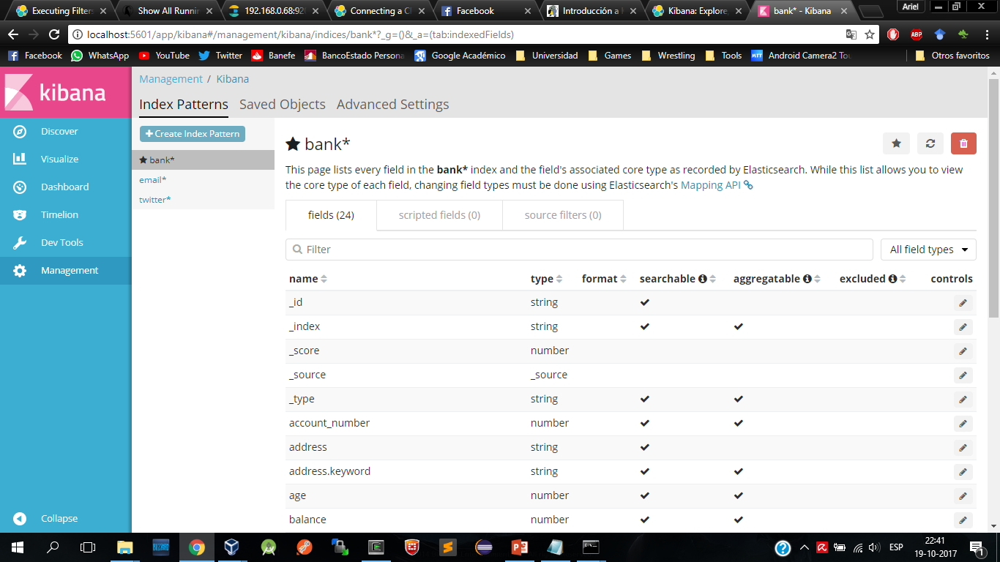 Executing Filters
Show All Runnin
192.168.0.68:92
Connecting a Cl
Facebook
Introducción a
Kibana: Explore,
bank* - Kibana
Ariel
localhost:5601/app/kibana#/management/kibana/indices/bank*?_g=()&_a=(tab:indexedFields)
ABP
Facebook
WhatsApp
YouTube
Twitter
Banefe
BancoEstado Persona
Google Académico
Universidad
Games
Wrestling
Tools
MTT
Android Camera2 Tou
Otros favoritos
kibana
Discover
Visualize
Dashboard
Timelion
Dev Tools
Management
Collapse
Management / Kibana
Index Patterns Saved Objects Advanced Settings
+ Create Index Pattern
★ bank*
email*
twitter*
★ bank*
This page lists every field in the bank* index and the field's associated core type as recorded by Elasticsearch. While this list allows you to view
the core type of each field, changing field types must be done using Elasticsearch's Mapping API
fields (24) scripted fields (0) source filters (0)
Filter
All field types
name type format searchable aggregatable excluded controls
_id string ✔
_index string ✔ ✔
_score number
_source _source
_type string ✔ ✔
account_number number ✔ ✔
address string ✔
address.keyword string ✔ ✔
age number ✔ ✔
balance number ✔ ✔
ESP
22:41
19-10-2017
1